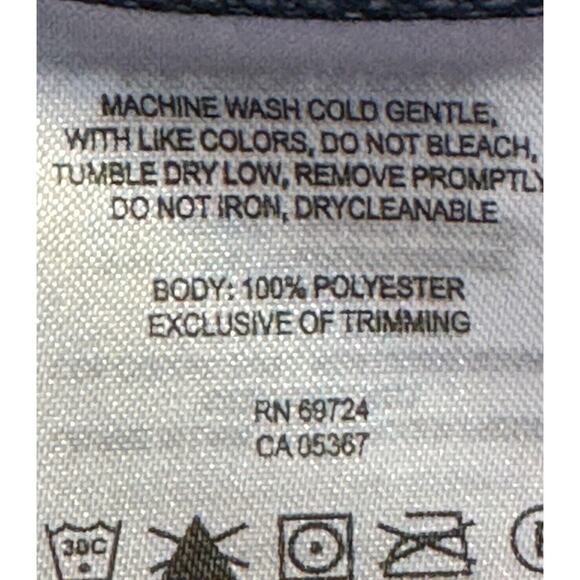 MACHINE WASH COLD GENTLE,
WITH LIKE COLORS, DO NOT BLEACH,
TUMBLE DRY LOW, REMOVE PROMPTLY
DO NOT IRON, DRYCLEANABLE
BODY: 100% POLYESTER
EXCLUSIVE OF TRIMMING
RN 69724
CA 05367
30C